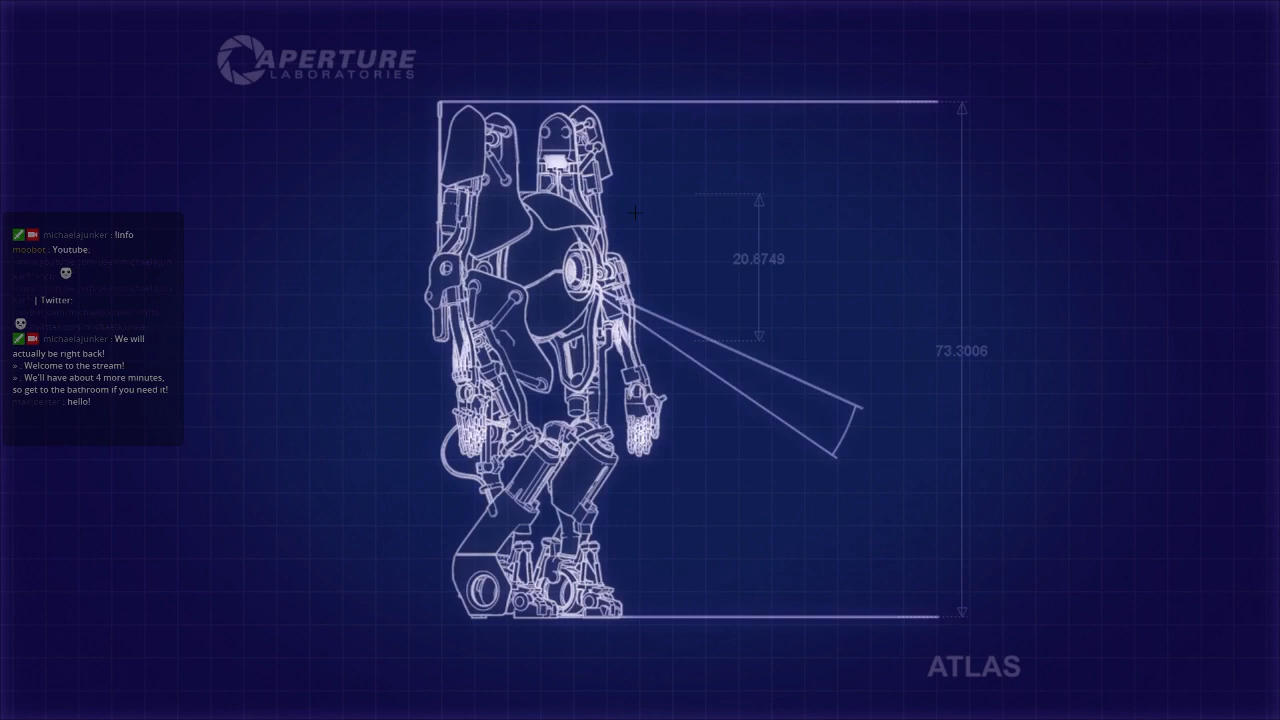 APERTURE
LABORATORIES
michaelajunker : !info
moobot : Youtube:
| Twitter:
michaelajunker : We will
actually be right back!
» : Welcome to the stream!
» : We'll have about 4 more minutes,
so get to the bathroom if you need it!
: hello!
20.8749
73.3006
ATLAS